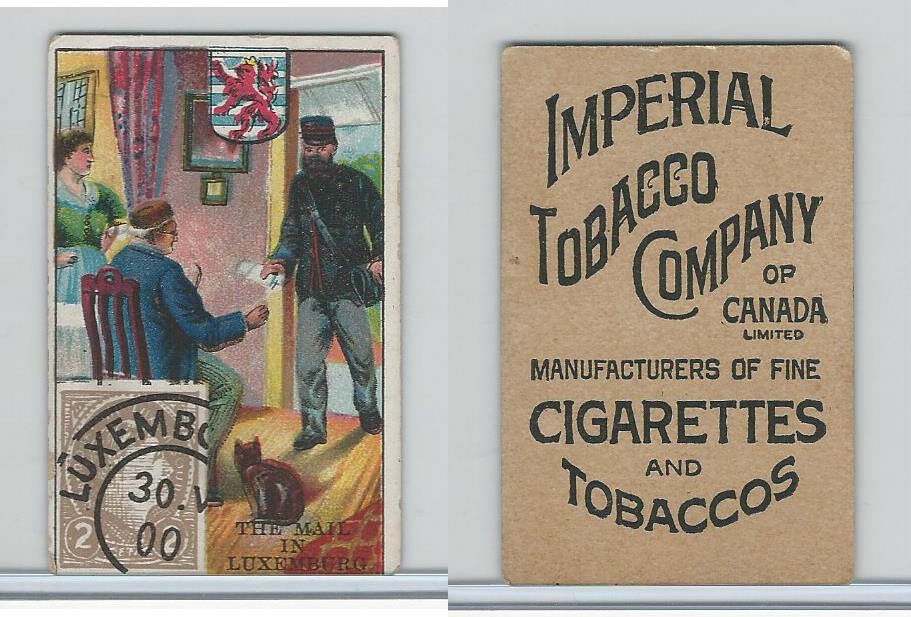 LUXEMBO
30. V
00
2
THE MAIL
IN
LUXEMBURG.
IMPERIAL
TOBACCO
COMPANY
OF
CANADA
LIMITED
MANUFACTURERS OF FINE
CIGARETTES
AND
TOBACCOS